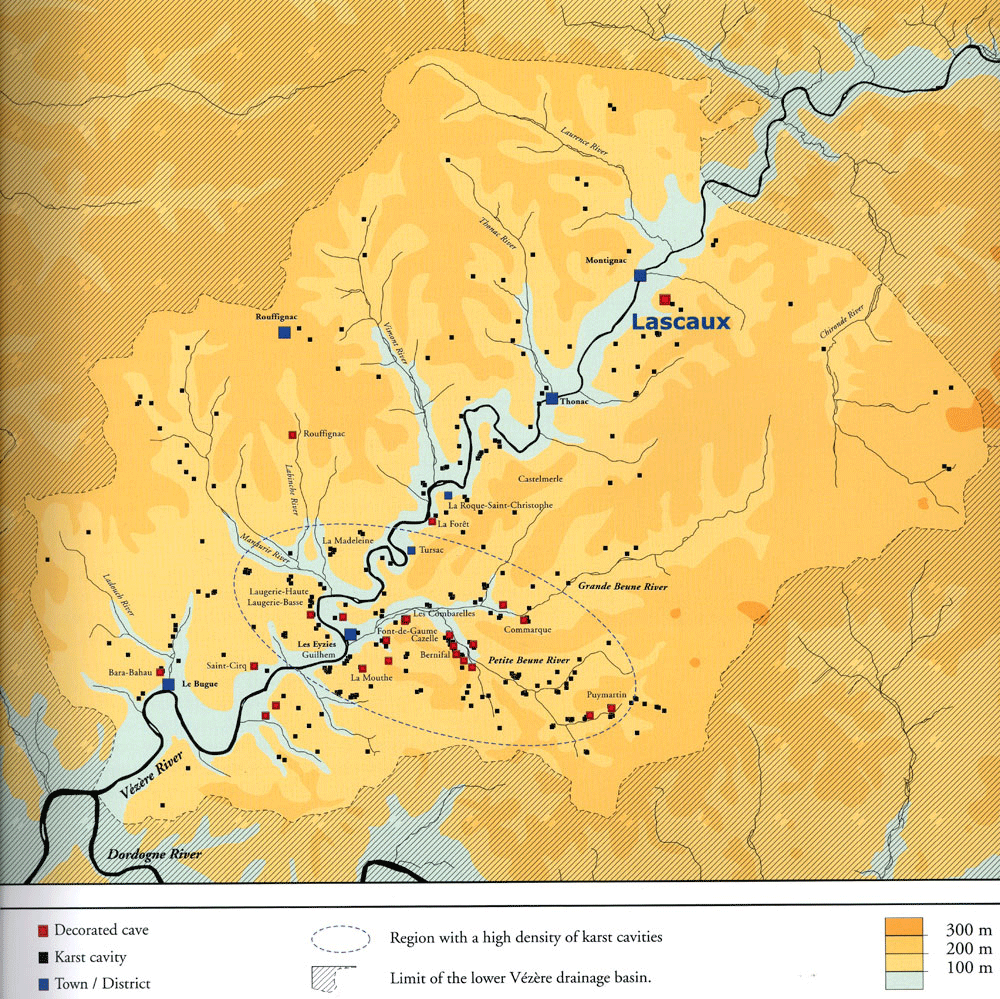 Laurence River
Thonac River
Montignac
Lascaux
Rouffignac
Vimont River
Chironde River
Thonac
Rouffignac
Castelmerle
Labinche River
La Roque-Saint-Christophe
La Forêt
La Madeleine
Tursac
Manaurie River
Ladouch River
Laugerie-Haute
Laugerie-Basse
Grande Beune River
Les Combarelles
Commarque
Font-de-Gaume
Cazelle
Les Eyzies
Guilhem
Bernifal
Petite Beune River
Saint-Cirq
Bara-Bahau
Le Bugue
La Mouthe
Puymartin
Vézère River
Dordogne River
Decorated cave
Karst cavity
Town / District
Region with a high density of karst cavities
Limit of the lower Vézère drainage basin.
300 m
200 m
100 m